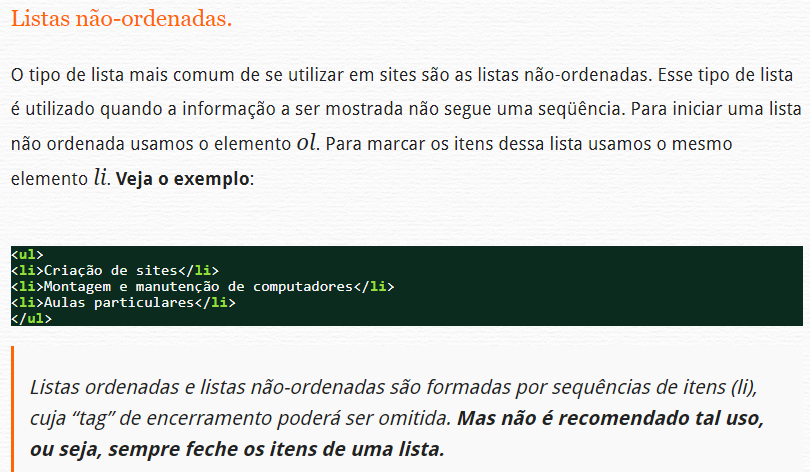 Listas não-ordenadas.
O tipo de lista mais comum de se utilizar em sites são as listas não-ordenadas. Esse tipo de lista
é utilizado quando a informação a ser mostrada não segue uma seqüência. Para iniciar uma lista
não ordenada usamos o elemento ol. Para marcar os itens dessa lista usamos o mesmo
elemento li. Veja o exemplo:
<ul>
<li>Criação de sites</li>
<li>Montagem e manutenção de computadores</li>
<li>Aulas particulares</li>
</ul>
Listas ordenadas e listas não-ordenadas são formadas por sequências de itens (li),
cuja “tag” de encerramento poderá ser omitida. Mas não é recomendado tal uso,
ou seja, sempre feche os itens de uma lista.